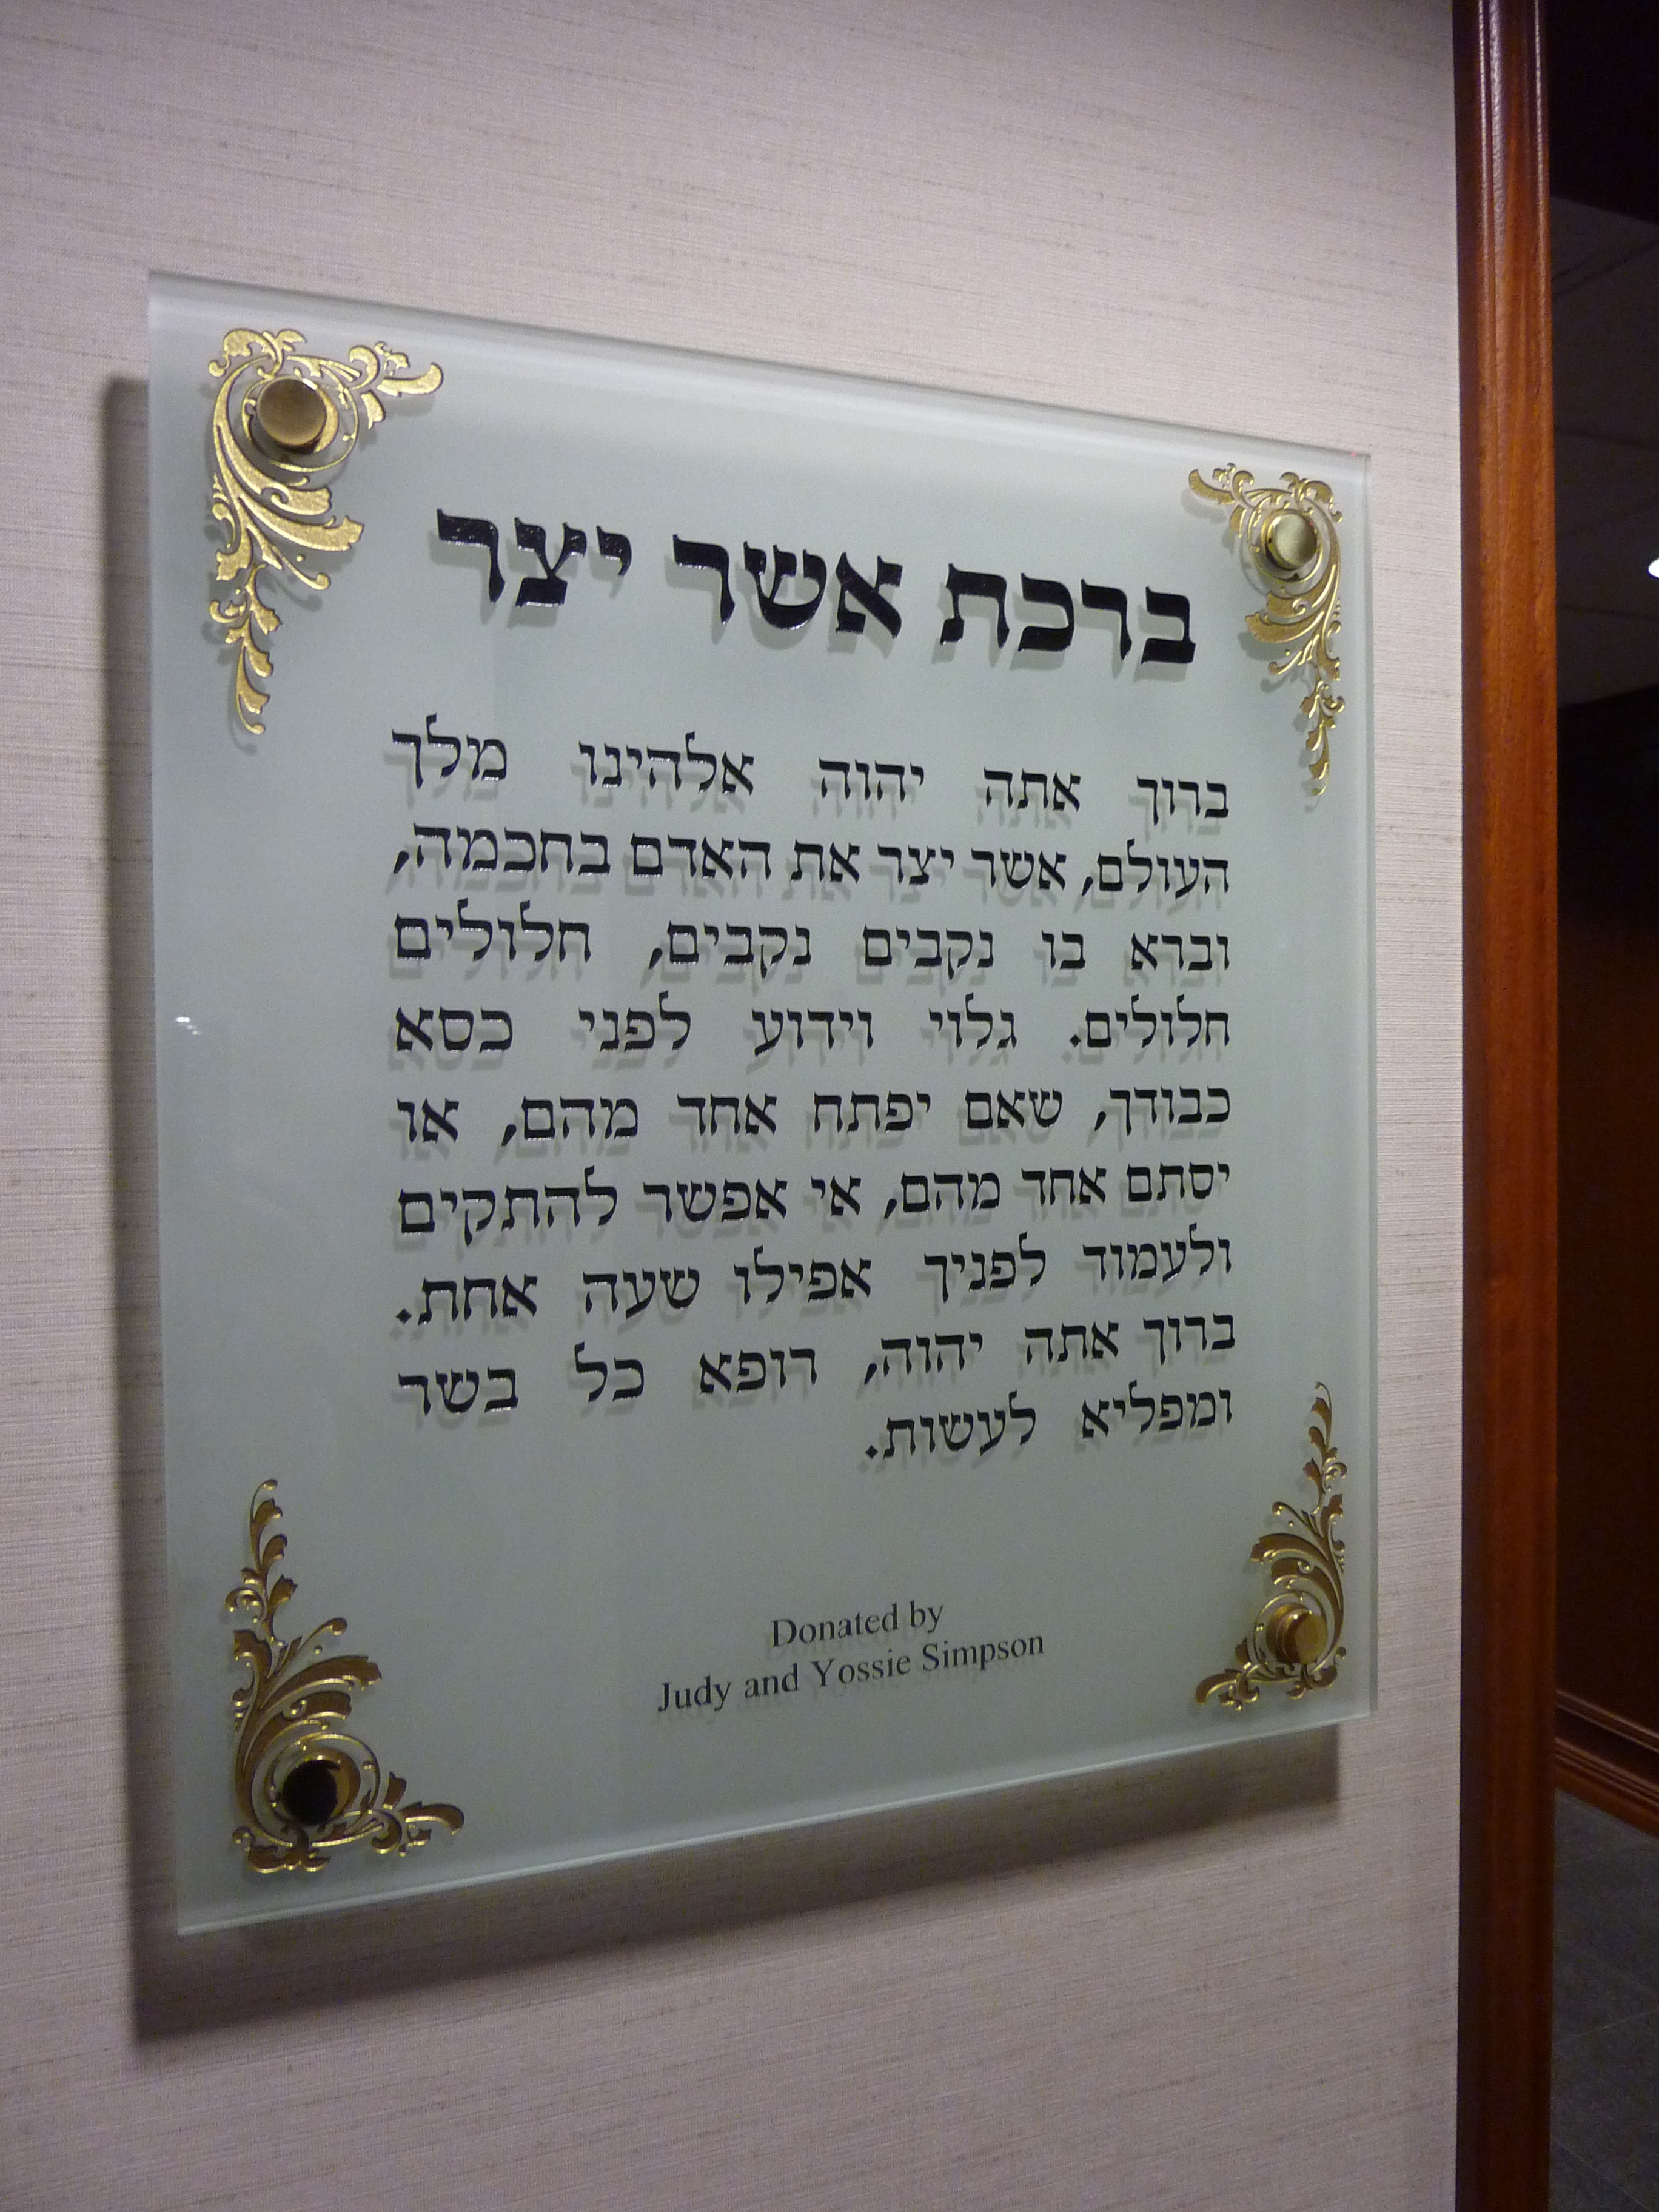 ברכת אשר יצר
ברוך אתה יהוה אלהינו מלך
העולם, אשר יצר את האדם בחכמה,
וברא בו נקבים נקבים, חלולים
חלולים. גלוי וידוע לפני כסא
כבודך, שאם יפתח אחד מהם, או
יסתם אחד מהם, אי אפשר להתקים
ולעמוד לפניך אפילו שעה אחת.
ברוך אתה יהוה, רופא כל בשר
ומפליא לעשות.
Donated by
Judy and Yossie Simpson